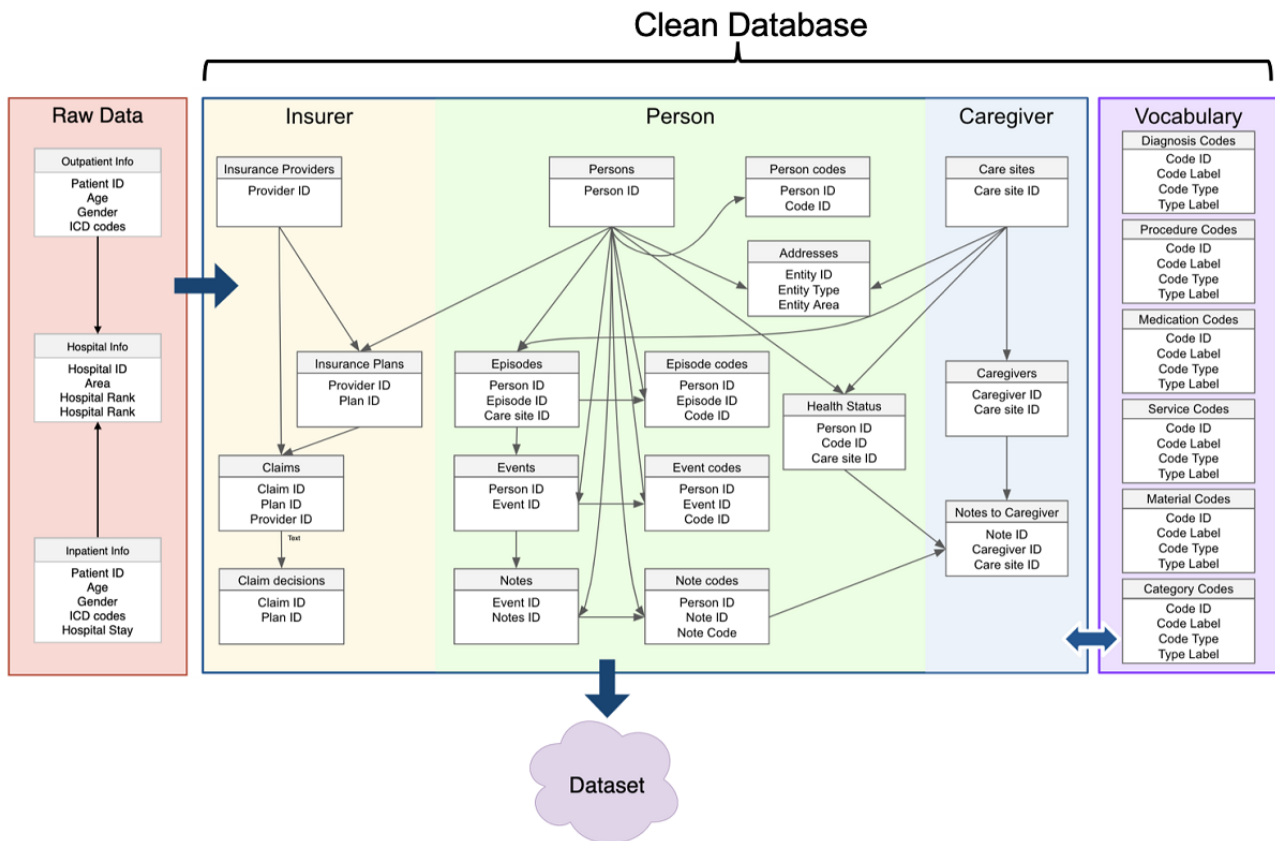 Clean Database
Raw Data
Outpatient Info
Patient ID
Age
Gender
ICD codes
Hospital Info
Hospital ID
Area
Hospital Rank
Hospital Rank
Inpatient Info
Patient ID
Age
Gender
ICD codes
Hospital Stay
Insurer
Insurance Providers
Provider ID
Insurance Plans
Provider ID
Plan ID
Claims
Claim ID
Plan ID
Provider ID
Text
Claim decisions
Claim ID
Plan ID
Person
Persons
Person ID
Person codes
Person ID
Code ID
Addresses
Entity ID
Entity Type
Entity Area
Episodes
Person ID
Episode ID
Care site ID
Episode codes
Person ID
Episode ID
Code ID
Health Status
Person ID
Code ID
Care site ID
Events
Person ID
Event ID
Event codes
Person ID
Event ID
Code ID
Notes
Event ID
Notes ID
Note codes
Person ID
Note ID
Note Code
Caregiver
Care sites
Care site ID
Caregivers
Caregiver ID
Care site ID
Notes to Caregiver
Note ID
Caregiver ID
Care site ID
Vocabulary
Diagnosis Codes
Code ID
Code Label
Code Type
Type Label
Procedure Codes
Code ID
Code Label
Code Type
Type Label
Medication Codes
Code ID
Code Label
Code Type
Type Label
Service Codes
Code ID
Code Label
Code Type
Type Label
Material Codes
Code ID
Code Label
Code Type
Type Label
Category Codes
Code ID
Code Label
Code Type
Type Label
Dataset